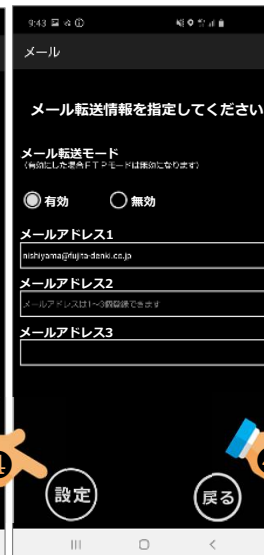 9:43
メール
メール転送情報を指定してください
メール転送モード
(有効にした場合FTPモードは無効になります)
有効 無効
メールアドレス1
nishiyama@fujita-denki.co.jp
メールアドレス2
メールアドレスは1~3個登録できます
メールアドレス3
設定 戻る